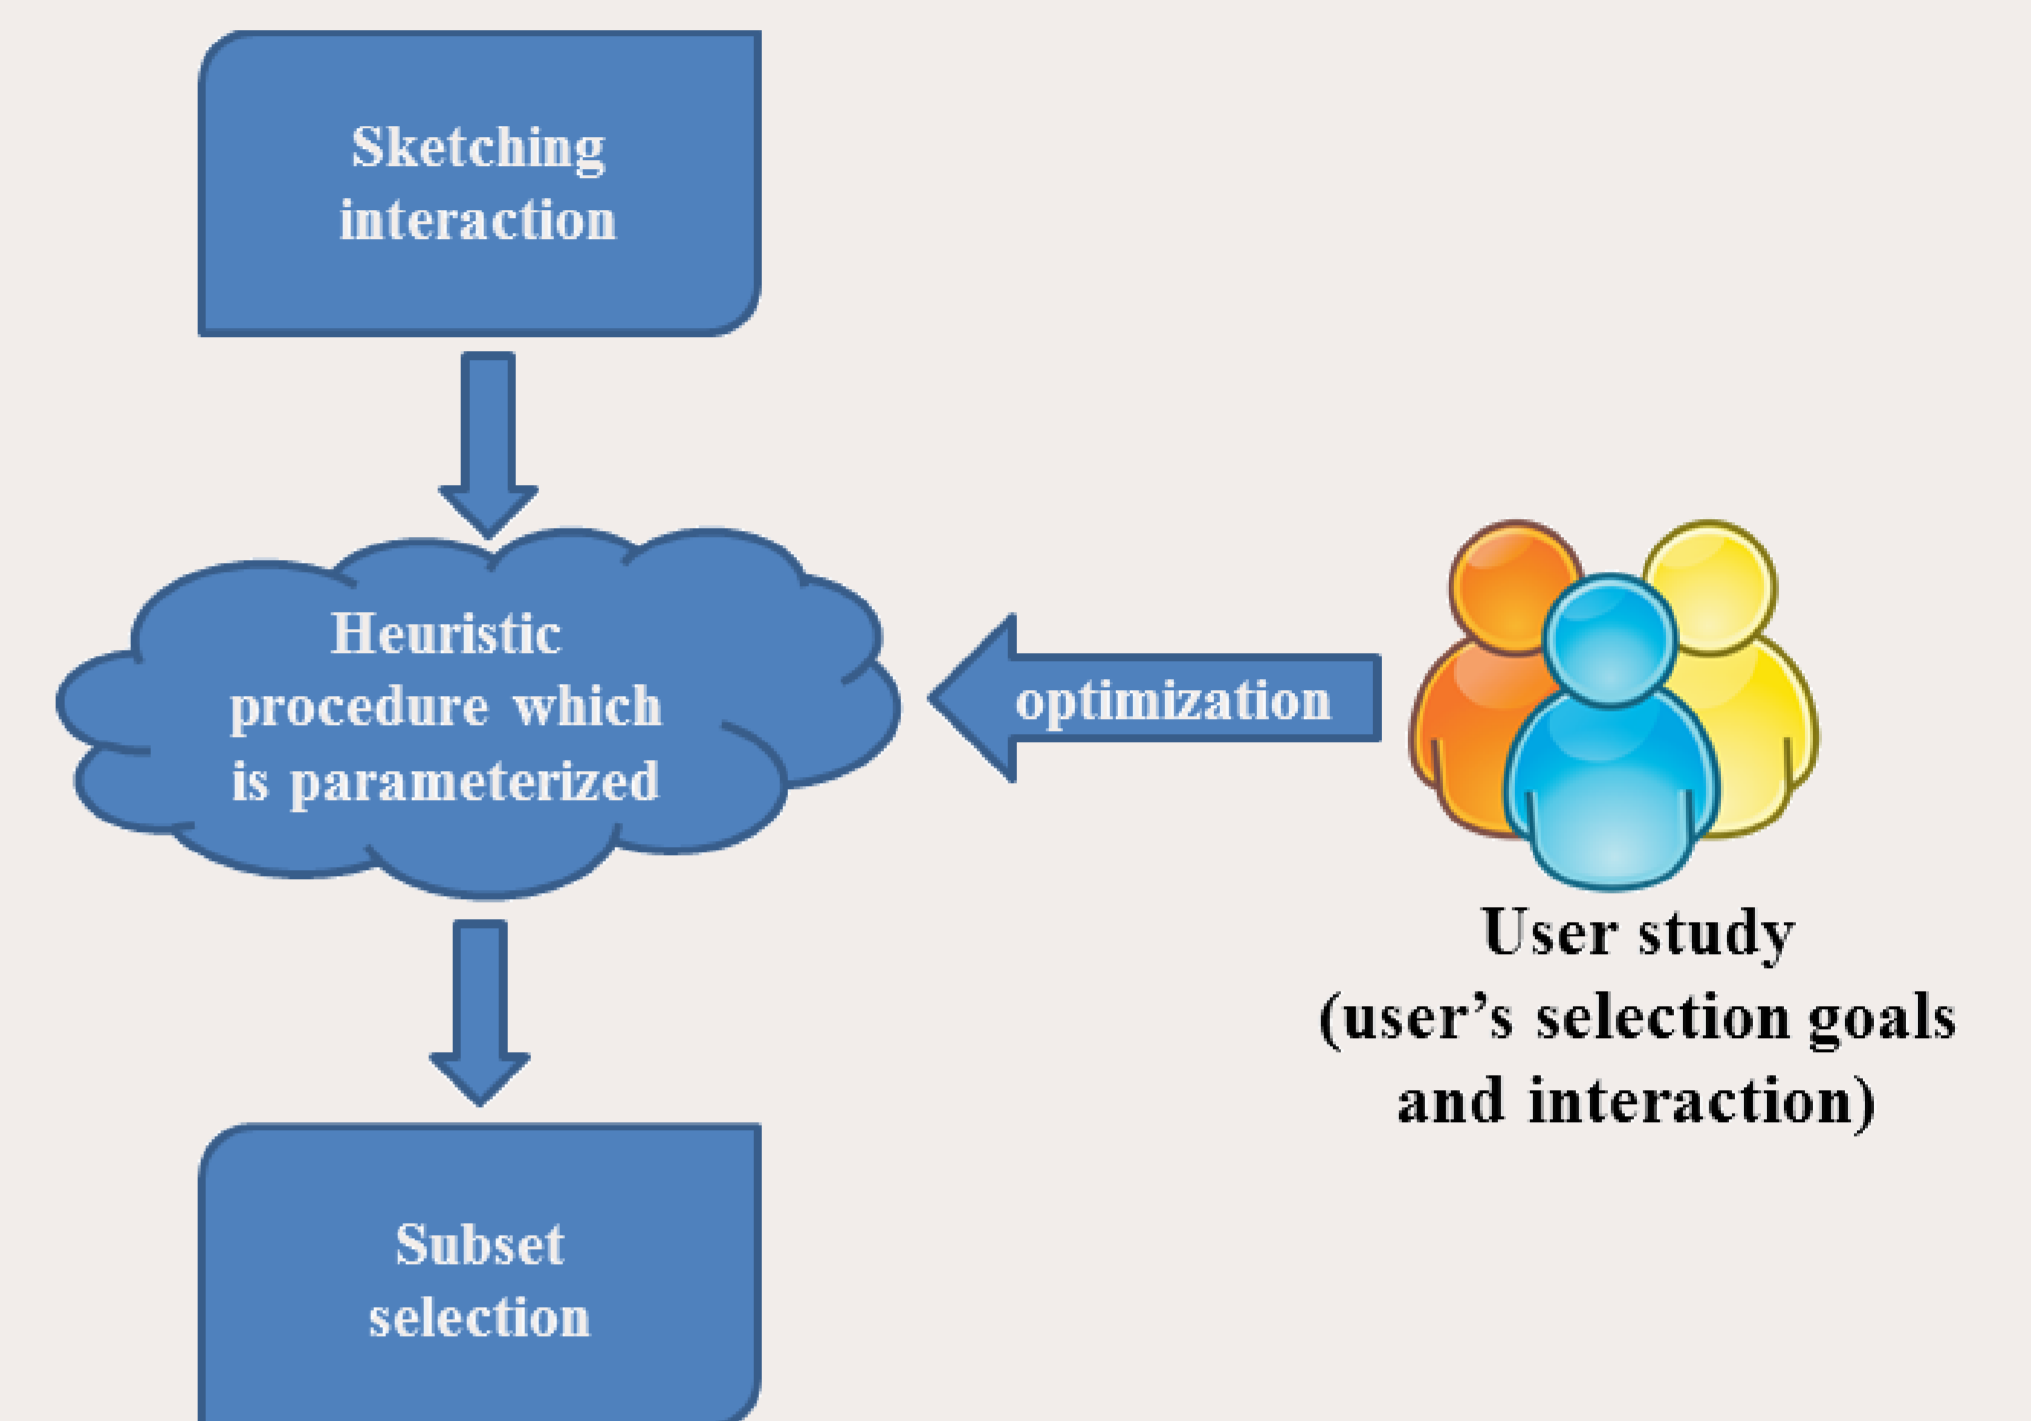 Sketching
interaction
Heuristic
procedure which
is parameterized
optimization
User study
(user’s selection goals
and interaction)
Subset
selection